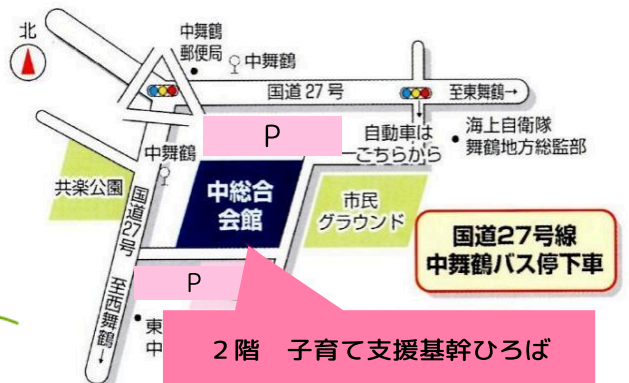 北
中舞鶴
郵便局
中舞鶴
国道27号
至東舞鶴→
P
自動車は
こちらから
海上自衛隊
舞鶴地方総監部
中舞鶴
共楽公園
中総合
会館
市民
グラウンド
国道27号
至西舞鶴→
国道27号線
中舞鶴バス停下車
P
東
中
2階 子育て支援基幹ひろば